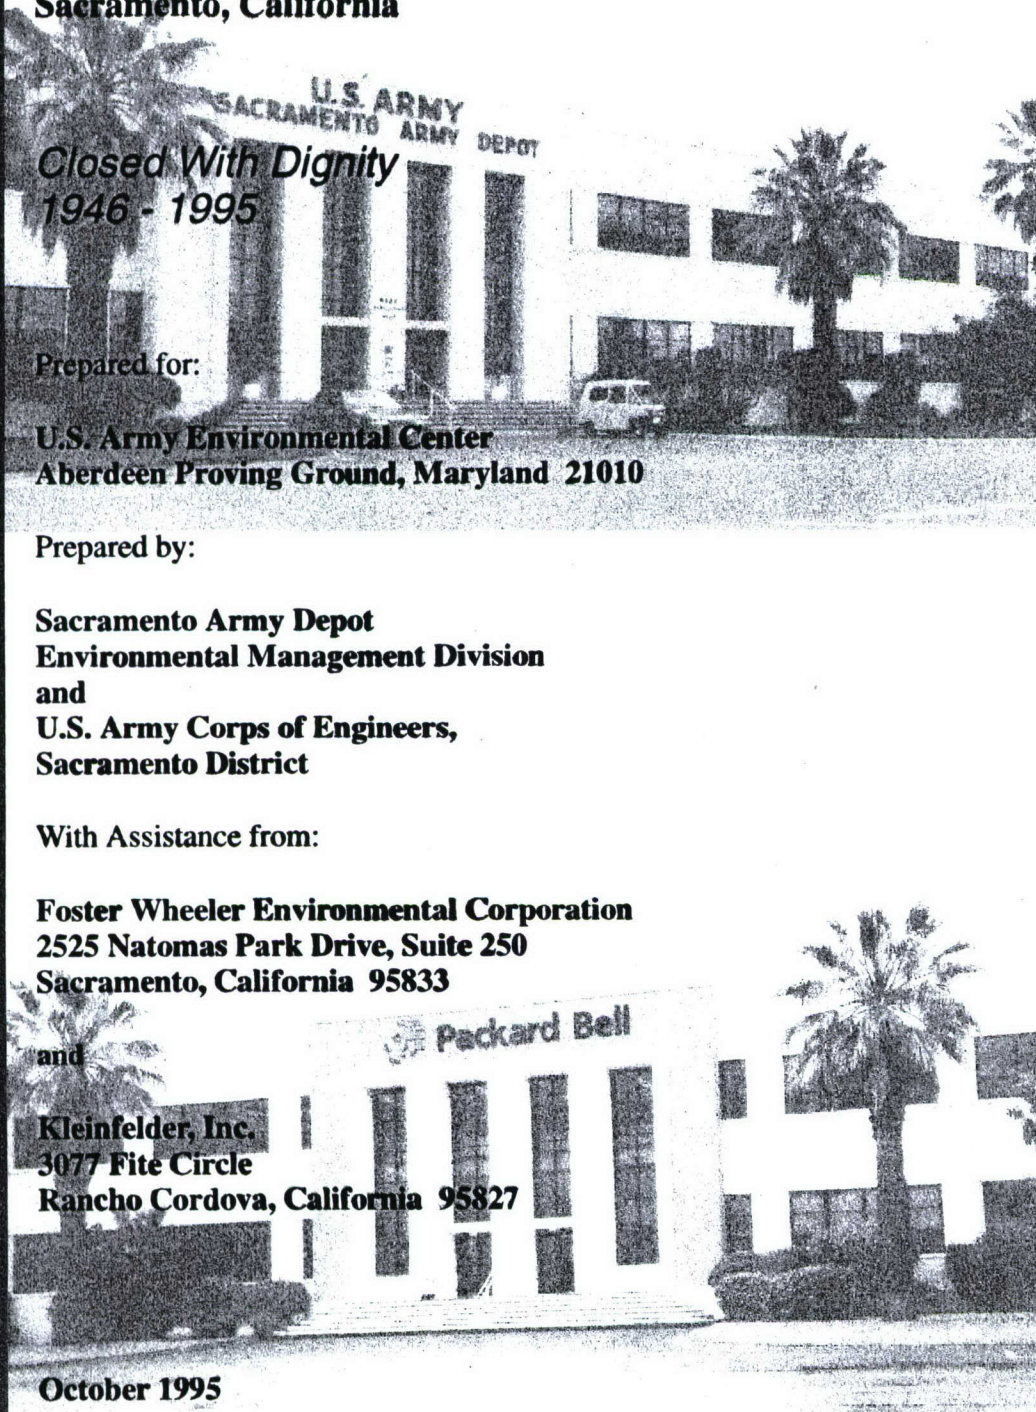 Sacramento, California
U.S. ARMY
SACRAMENTO ARMY DEPOT
Closed With Dignity
1946 - 1995
Prepared for:
U.S. Army Environmental Center
Aberdeen Proving Ground, Maryland 21010
Prepared by:
Sacramento Army Depot
Environmental Management Division
and
U.S. Army Corps of Engineers,
Sacramento District
With Assistance from:
Foster Wheeler Environmental Corporation
2525 Natomas Park Drive, Suite 250
Sacramento, California 95833
Packard Bell
and
Kleinfelder, Inc.
3077 Fite Circle
Rancho Cordova, California 95827
October 1995